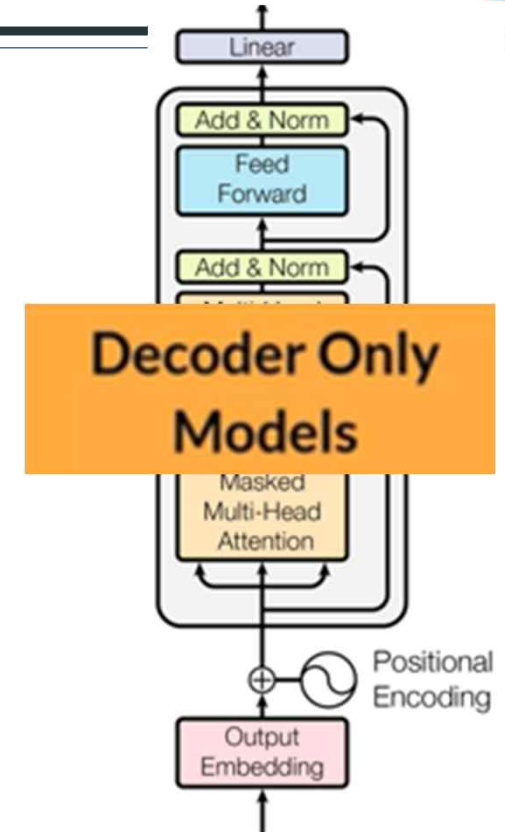 Linear
Add & Norm
Feed
Forward
Add & Norm
Decoder Only
Models
Masked
Multi-Head
Attention
Positional
Encoding
Output
Embedding